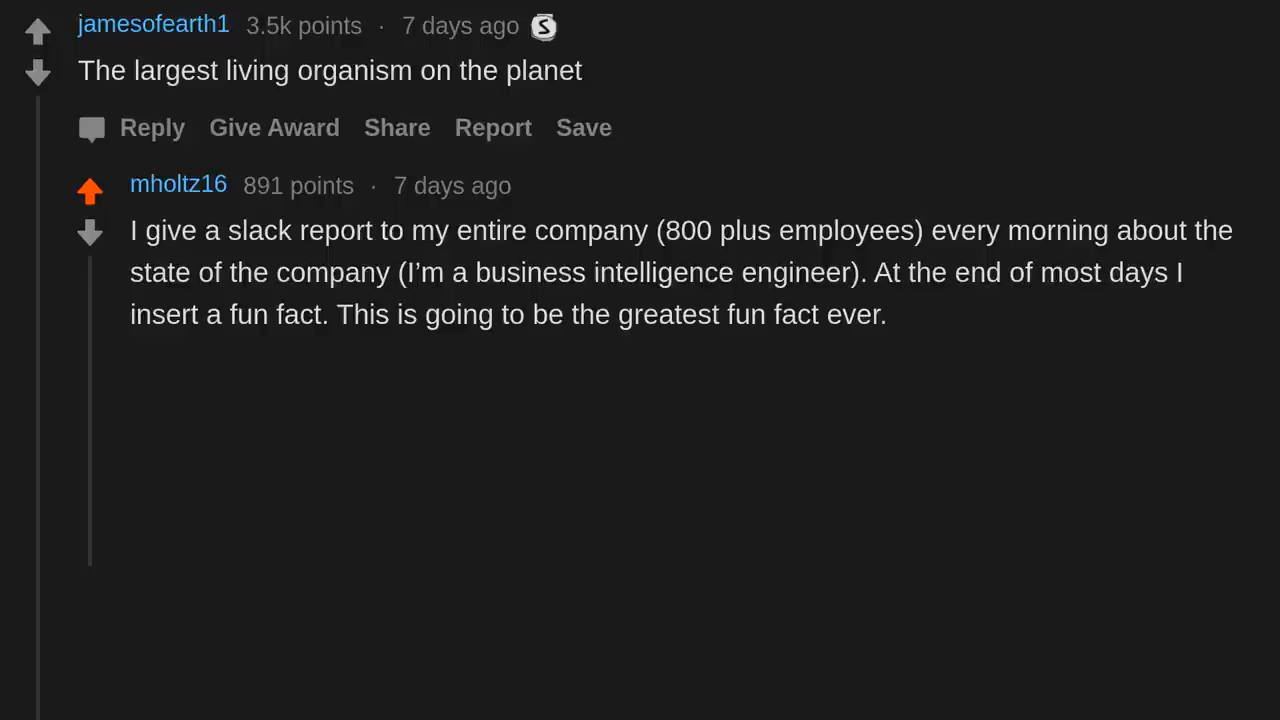 jamesofearth1 3.5k points · 7 days ago S
The largest living organism on the planet
Reply Give Award Share Report Save
mholtz16 891 points · 7 days ago
I give a slack report to my entire company (800 plus employees) every morning about the
state of the company (I’m a business intelligence engineer). At the end of most days I
insert a fun fact. This is going to be the greatest fun fact ever.